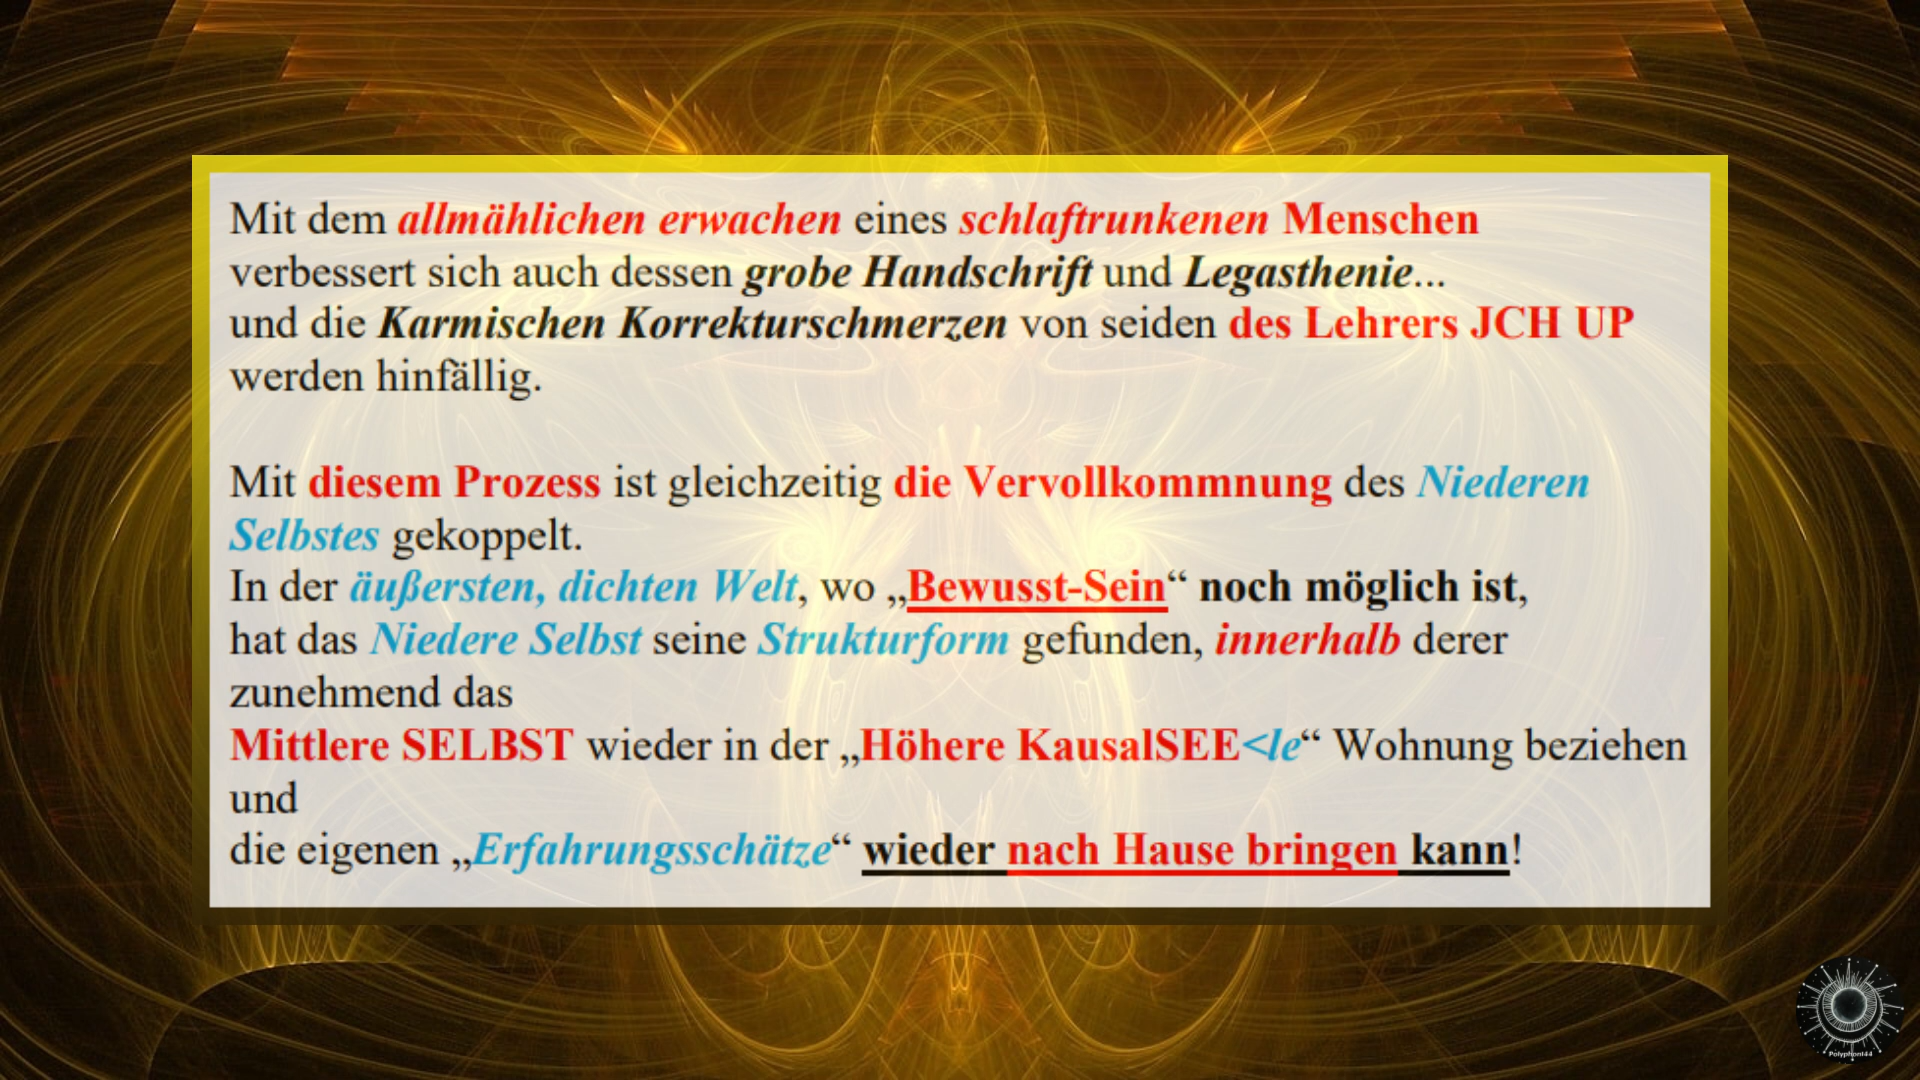 Mit dem allmählichen erwachen eines schlaftrunkenen Menschen
verbessert sich auch dessen grobe Handschrift und Legasthenie...
und die Karmischen Korrekturschmerzen von seiden des Lehrers JCH UP
werden hinfällig.
Mit diesem Prozess ist gleichzeitig die Vervollkommnung des Niederen
Selbstes gekoppelt.
In der äußersten, dichten Welt, wo „Bewusst-Sein“ noch möglich ist,
hat das Niedere Selbst seine Strukturform gefunden, innerhalb derer
zunehmend das
Mittlere SELBST wieder in der „Höhere KausalSEE<le“ Wohnung beziehen
und
die eigenen „Erfahrungsschätze“ wieder nach Hause bringen kann!
Polyphon144